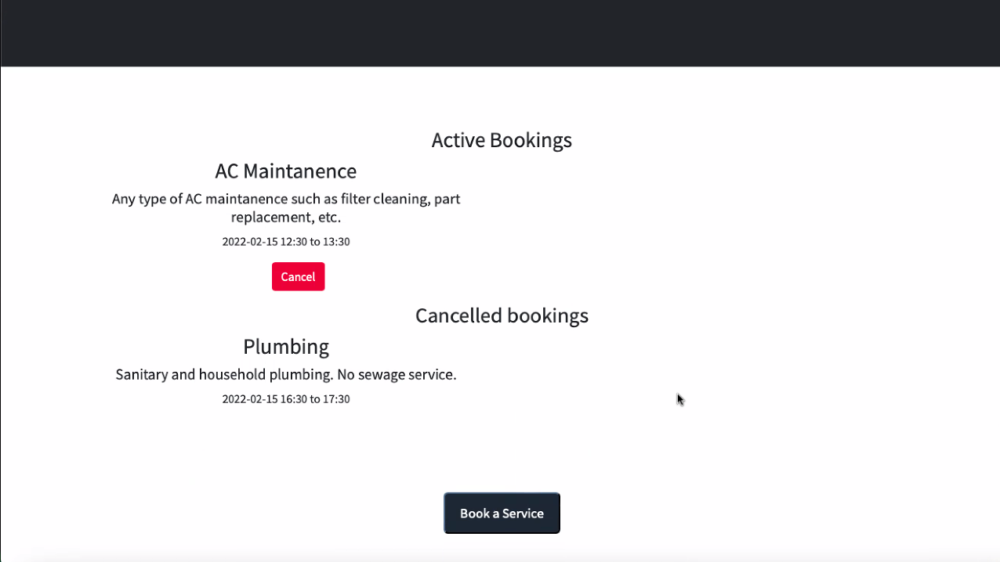 Active Bookings
AC Maintanence
Any type of AC maintanence such as filter cleaning, part
replacement, etc.
2022-02-15 12:30 to 13:30
Cancel
Cancelled bookings
Plumbing
Sanitary and household plumbing. No sewage service.
2022-02-15 16:30 to 17:30
Book a Service